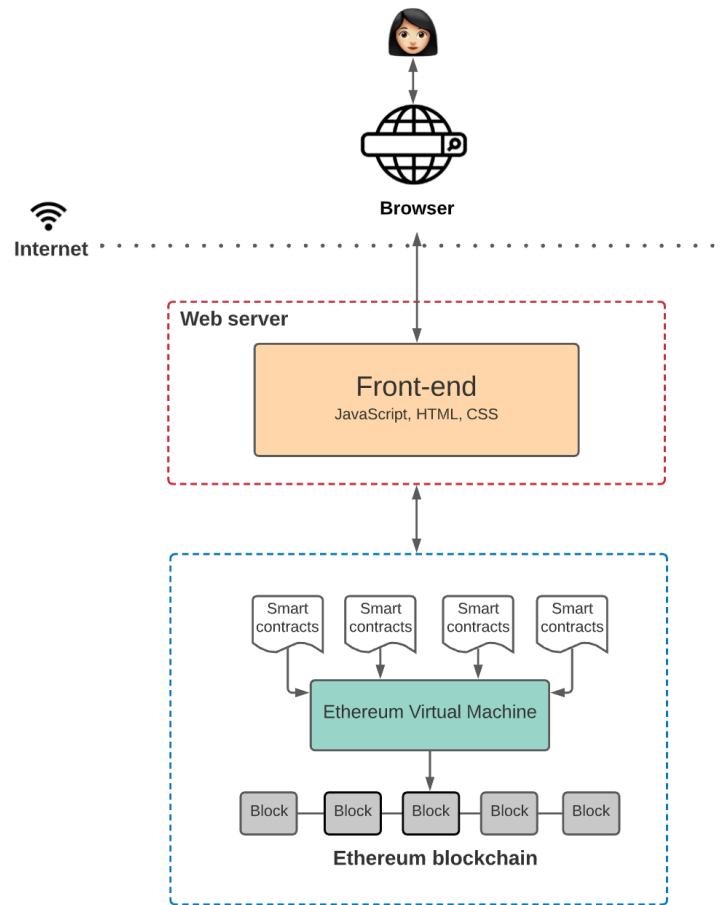 Browser
Internet
Web server
Front-end
JavaScript, HTML, CSS
Smart
contracts
Smart
contracts
Smart
contracts
Smart
contracts
Ethereum Virtual Machine
Block
Block
Block
Block
Block
Ethereum blockchain